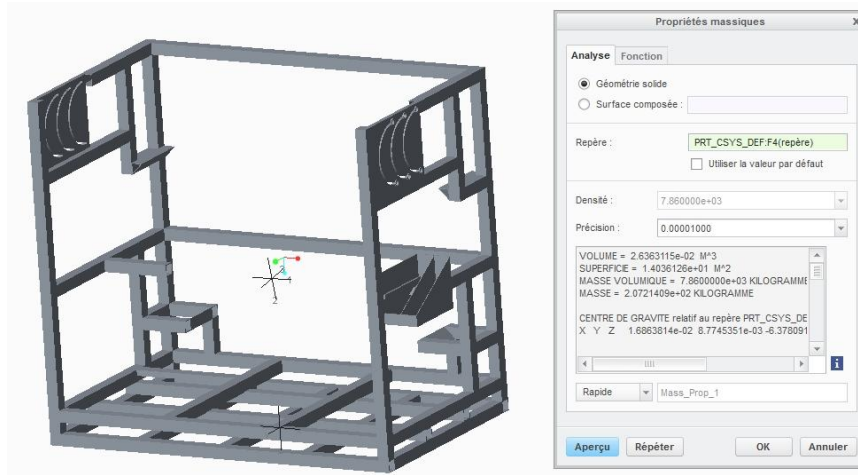 Propriétés massiques
x
Analyse Fonction
Géométrie solide
Surface composée :
Repère : PRT_CSYS_DEF:F4(repère)
Utiliser la valeur par défaut
Densité : 7.860000e+03
Précision : 0.00001000
VOLUME = 2.6363115e-02 M^3
SUPERFICIE = 1.4036126e+01 M^2
MASSE VOLUMIQUE = 7.8600000e+03 KILOGRAMME
MASSE = 2.0721409e+02 KILOGRAMME
CENTRE DE GRAVITE relatif au repère PRT_CSYS_DE
X Y Z 1.6863814e-02 8.7745351e-03 -6.378091
i
Rapide Mass_Prop_1
Aperçu Répéter OK Annuler